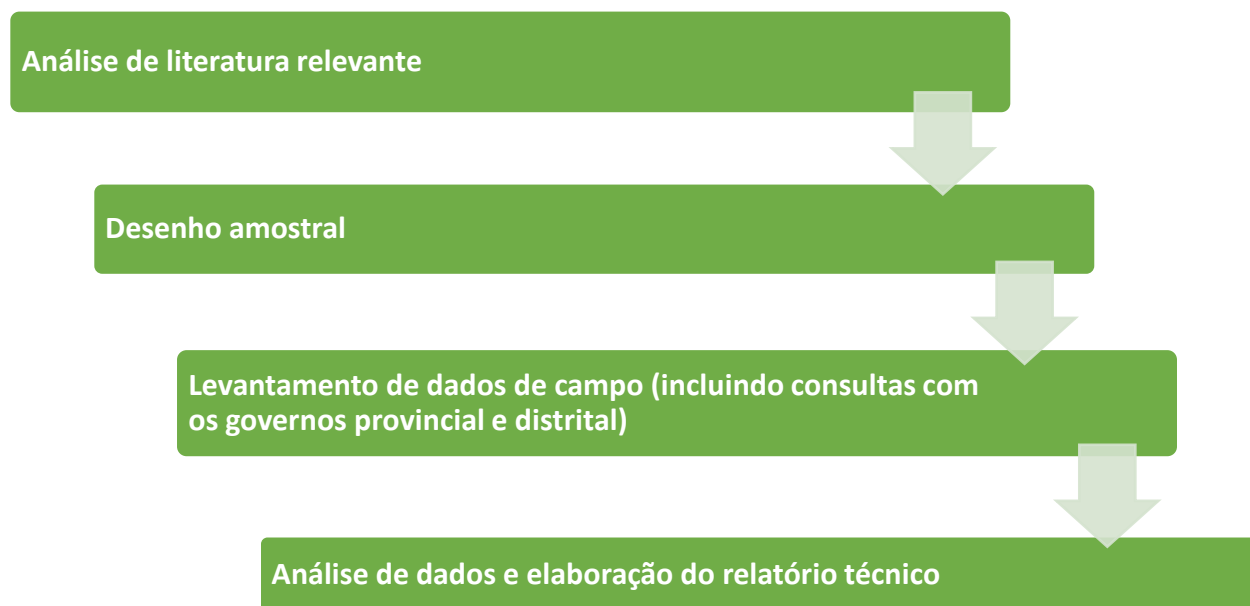 Análise de literatura relevante
Desenho amostral
Levantamento de dados de campo (incluindo consultas com
os governos provincial e distrital)
Análise de dados e elaboração do relatório técnico